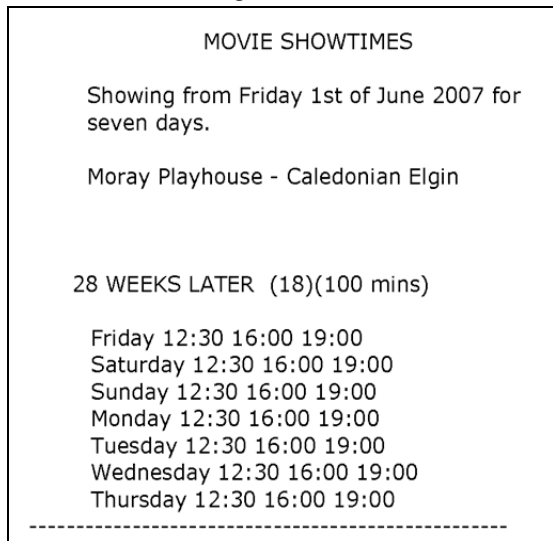 MOVIE SHOWTIMES
Showing from Friday 1st of June 2007 for
seven days.
Moray Playhouse - Caledonian Elgin
28 WEEKS LATER (18)(100 mins)
Friday 12:30 16:00 19:00
Saturday 12:30 16:00 19:00
Sunday 12:30 16:00 19:00
Monday 12:30 16:00 19:00
Tuesday 12:30 16:00 19:00
Wednesday 12:30 16:00 19:00
Thursday 12:30 16:00 19:00
---------------------------------------------------